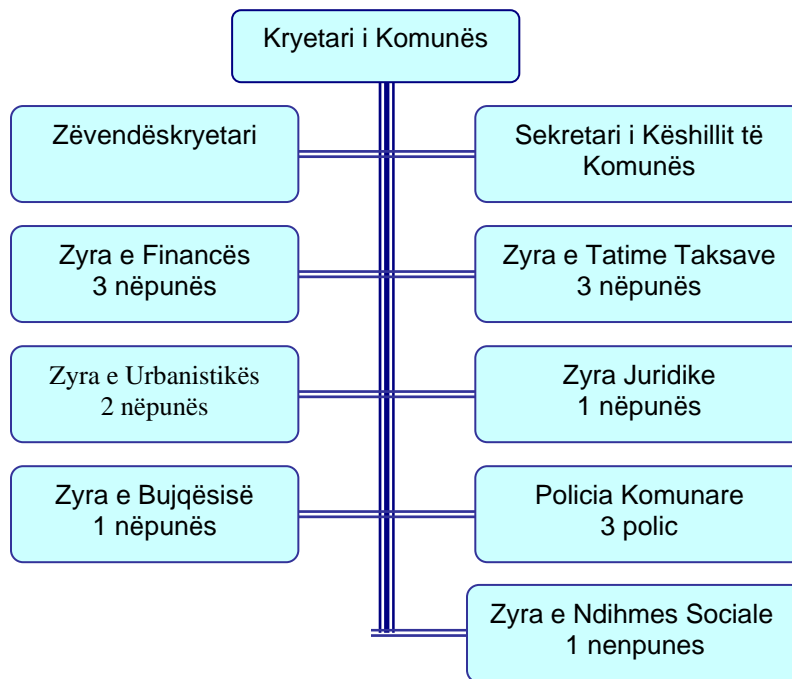 Kryetari i Komunës
Zëvendëskryetari
Sekretari i Këshillit të
Komunës
Zyra e Financës
3 nëpunës
Zyra e Tatime Taksave
3 nëpunës
Zyra e Urbanistikës
2 nëpunës
Zyra Juridike
1 nëpunës
Zyra e Bujqësisë
1 nëpunës
Policia Komunare
3 polic
Zyra e Ndihmes Sociale
1 nenpunes